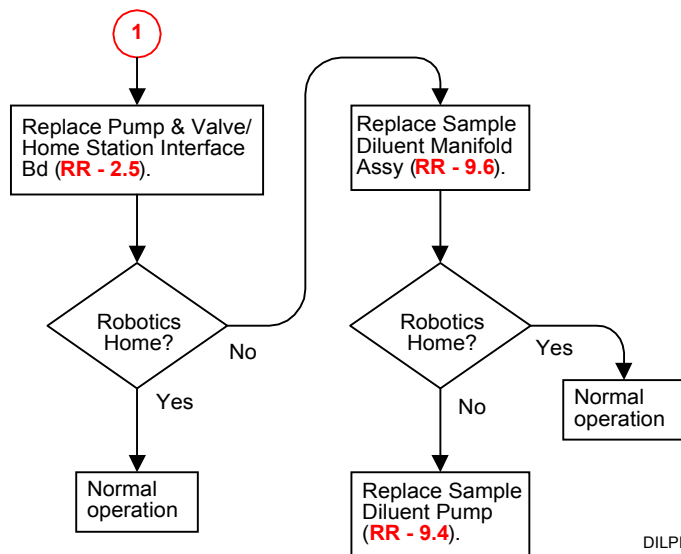 1
Replace Pump & Valve/
Home Station Interface
Bd (RR - 2.5).
Robotics
Home?
No
Yes
Normal
operation
Replace Sample
Diluent Manifold
Assy (RR - 9.6).
Robotics
Home?
Yes
No
Normal
operation
Replace Sample
Diluent Pump
(RR - 9.4).